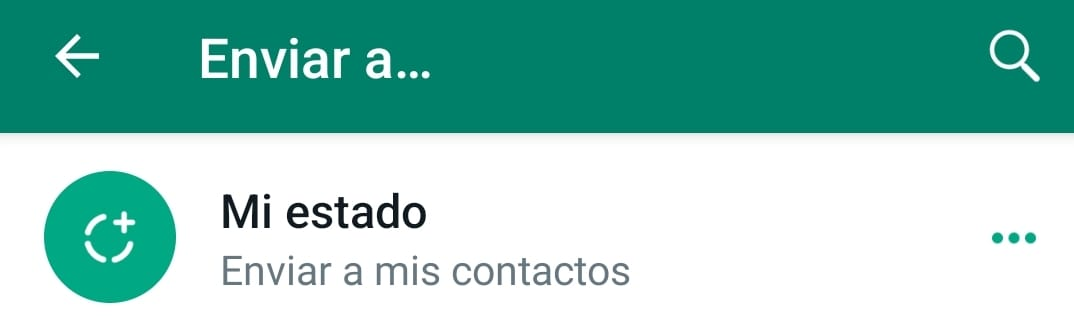 Enviar a...
Mi estado
Enviar a mis contactos